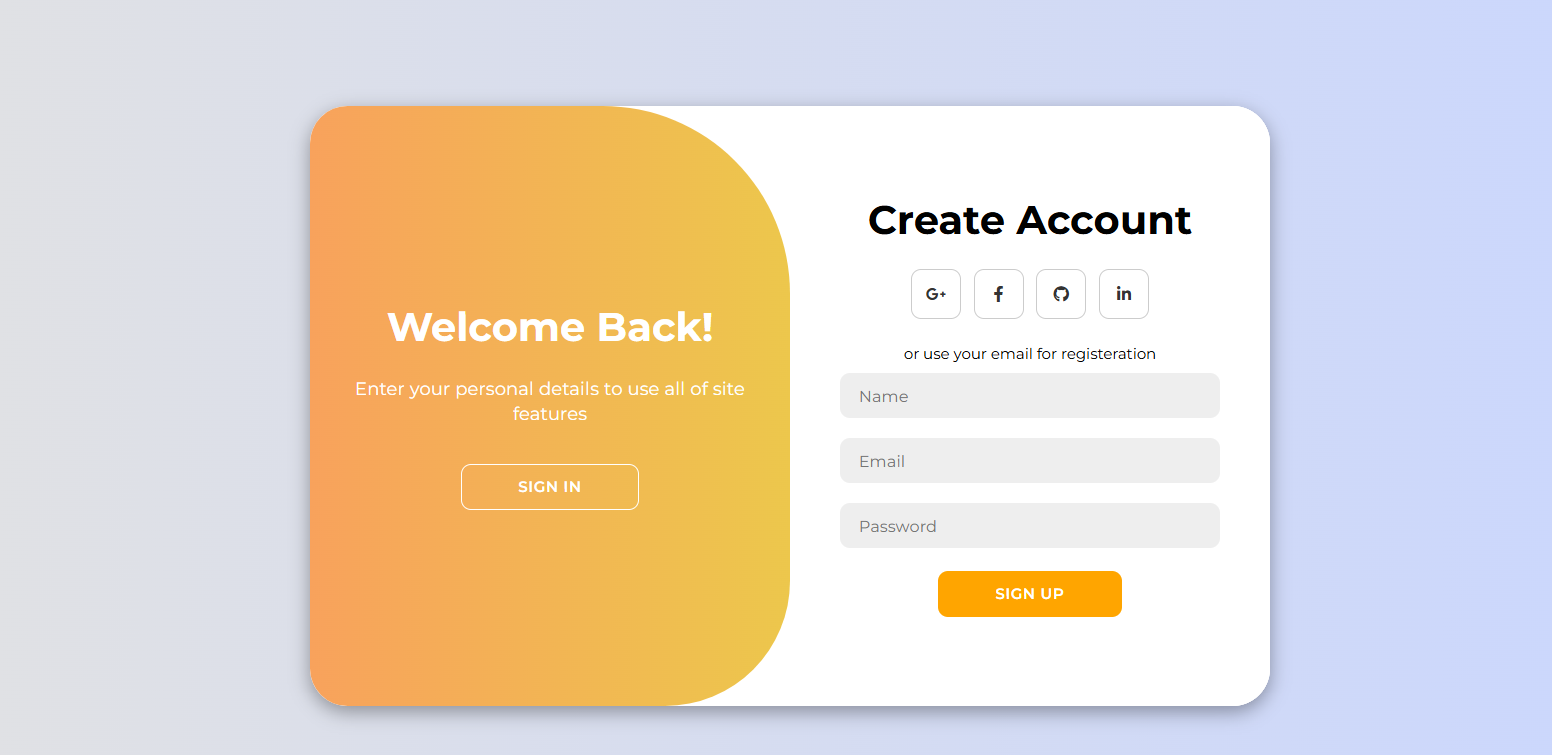 Welcome Back!
Enter your personal details to use all of site
features
SIGN IN
Create Account
G+ f in
or use your email for registeration
Name
Email
Password
SIGN UP